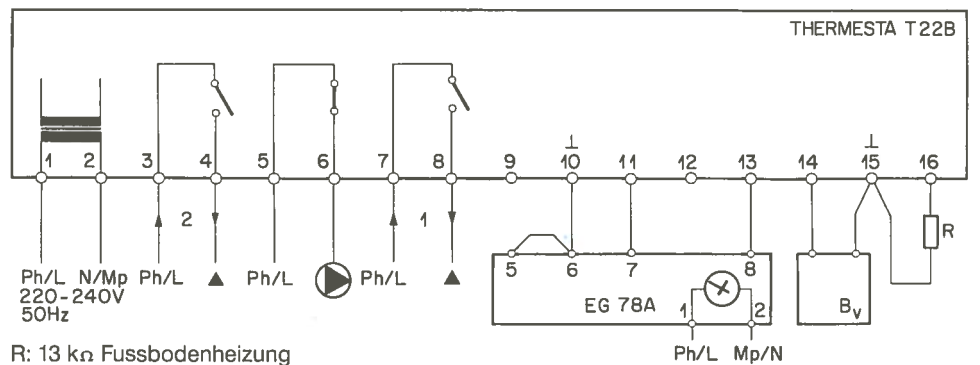 THERMESTA T22B
1 2 3 4 5 6 7 8 9 10 11 12 13 14 15 16
⊥ ⊥
2 1
R
5 6 7 8
EG 78A
1 2
Bv
Ph/L N/Mp Ph/L Ph/L Ph/L
220-240V
50Hz
Ph/L Mp/N
R: 13 kΩ Fussbodenheizung